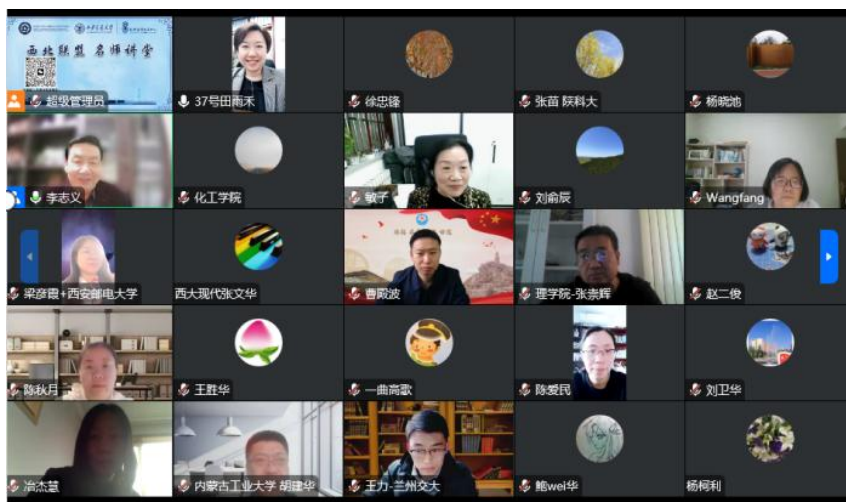 西北联盟 名师讲堂
超级管理员
37号田雨禾
徐忠锋
张苗 陕科大
杨晓池
李志义
化工学院
敏子
刘俞辰
Wangfang
梁彦霞+西安邮电大学
西大现代张文华
曹殿波
理学院-张崇辉
赵二俊
陈秋月
王胜华
一曲高歌
陈爱民
刘卫华
冶杰慧
内蒙古工业大学 胡建华
王力-兰州交大
鲍wei华
杨柯利